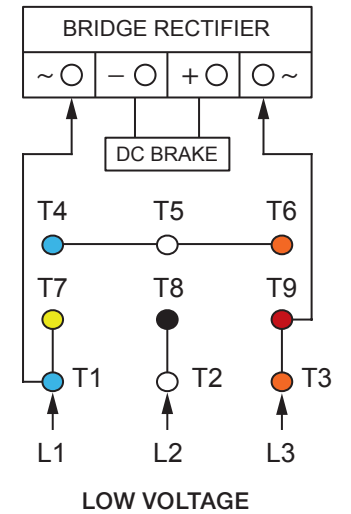 BRIDGE RECTIFIER
~ − + ~
DC BRAKE
T4 T5 T6
T7 T8 T9
T1 T2 T3
L1 L2 L3
LOW VOLTAGE